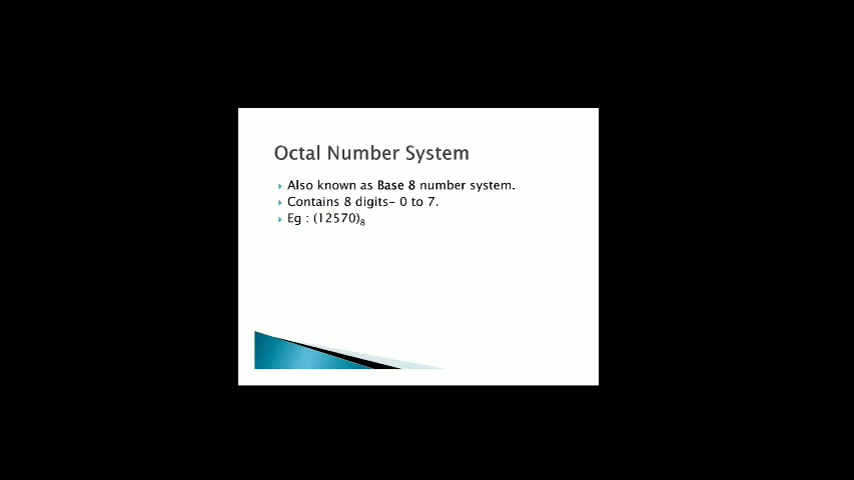 Octal Number System
Also known as Base 8 number system.
Contains 8 digits- 0 to 7.
Eg : (12570)₈